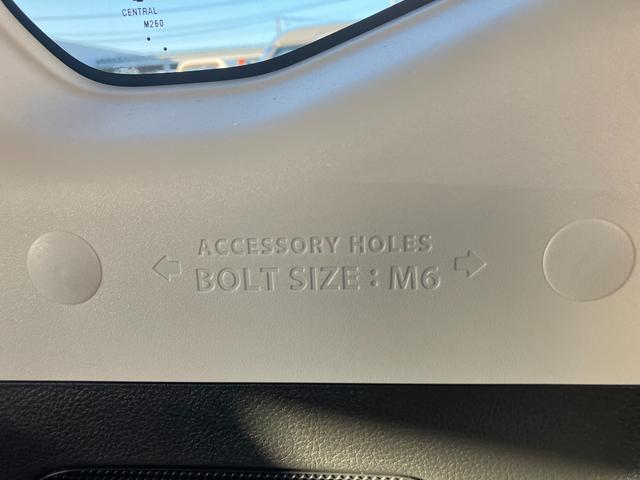 CENTRAL
M260
ACCESSORY HOLES
BOLT SIZE : M6